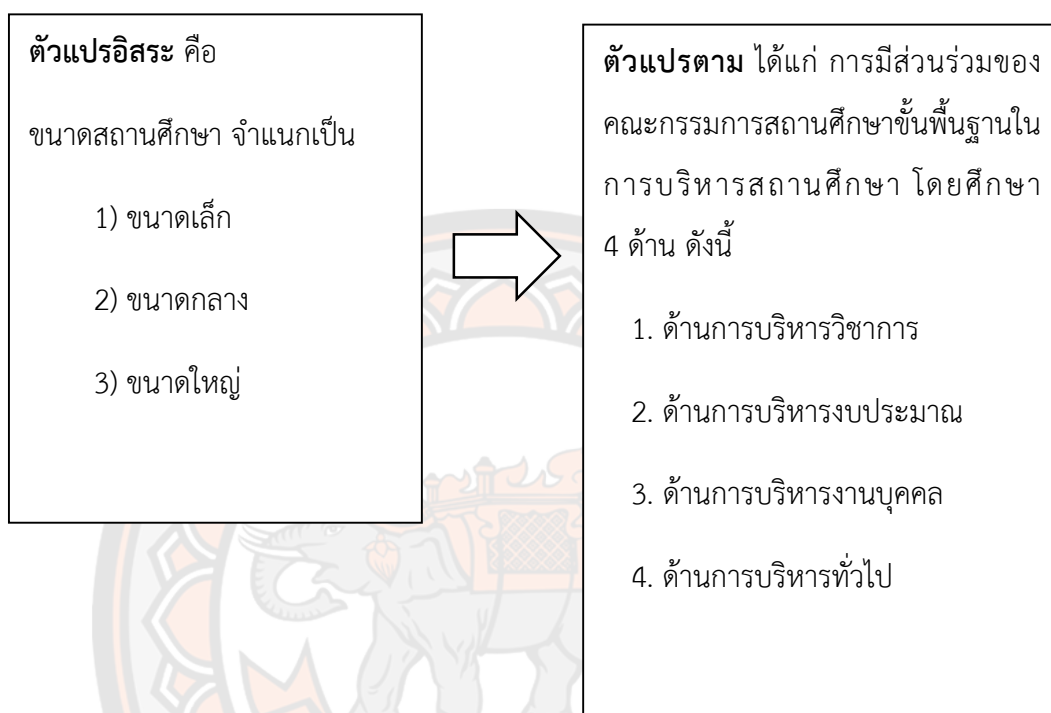 ตัวแปรอิสระ คือ
ขนาดสถานศึกษา จำแนกเป็น
1) ขนาดเล็ก
2) ขนาดกลาง
3) ขนาดใหญ่
ตัวแปรตาม ได้แก่ การมีส่วนร่วมของ
คณะกรรมการสถานศึกษาขั้นพื้นฐานใน
การบริหารสถานศึกษา โดยศึกษา
4 ด้าน ดังนี้
1. ด้านการบริหารวิชาการ
2. ด้านการบริหารงบประมาณ
3. ด้านการบริหารงานบุคคล
4. ด้านการบริหารทั่วไป